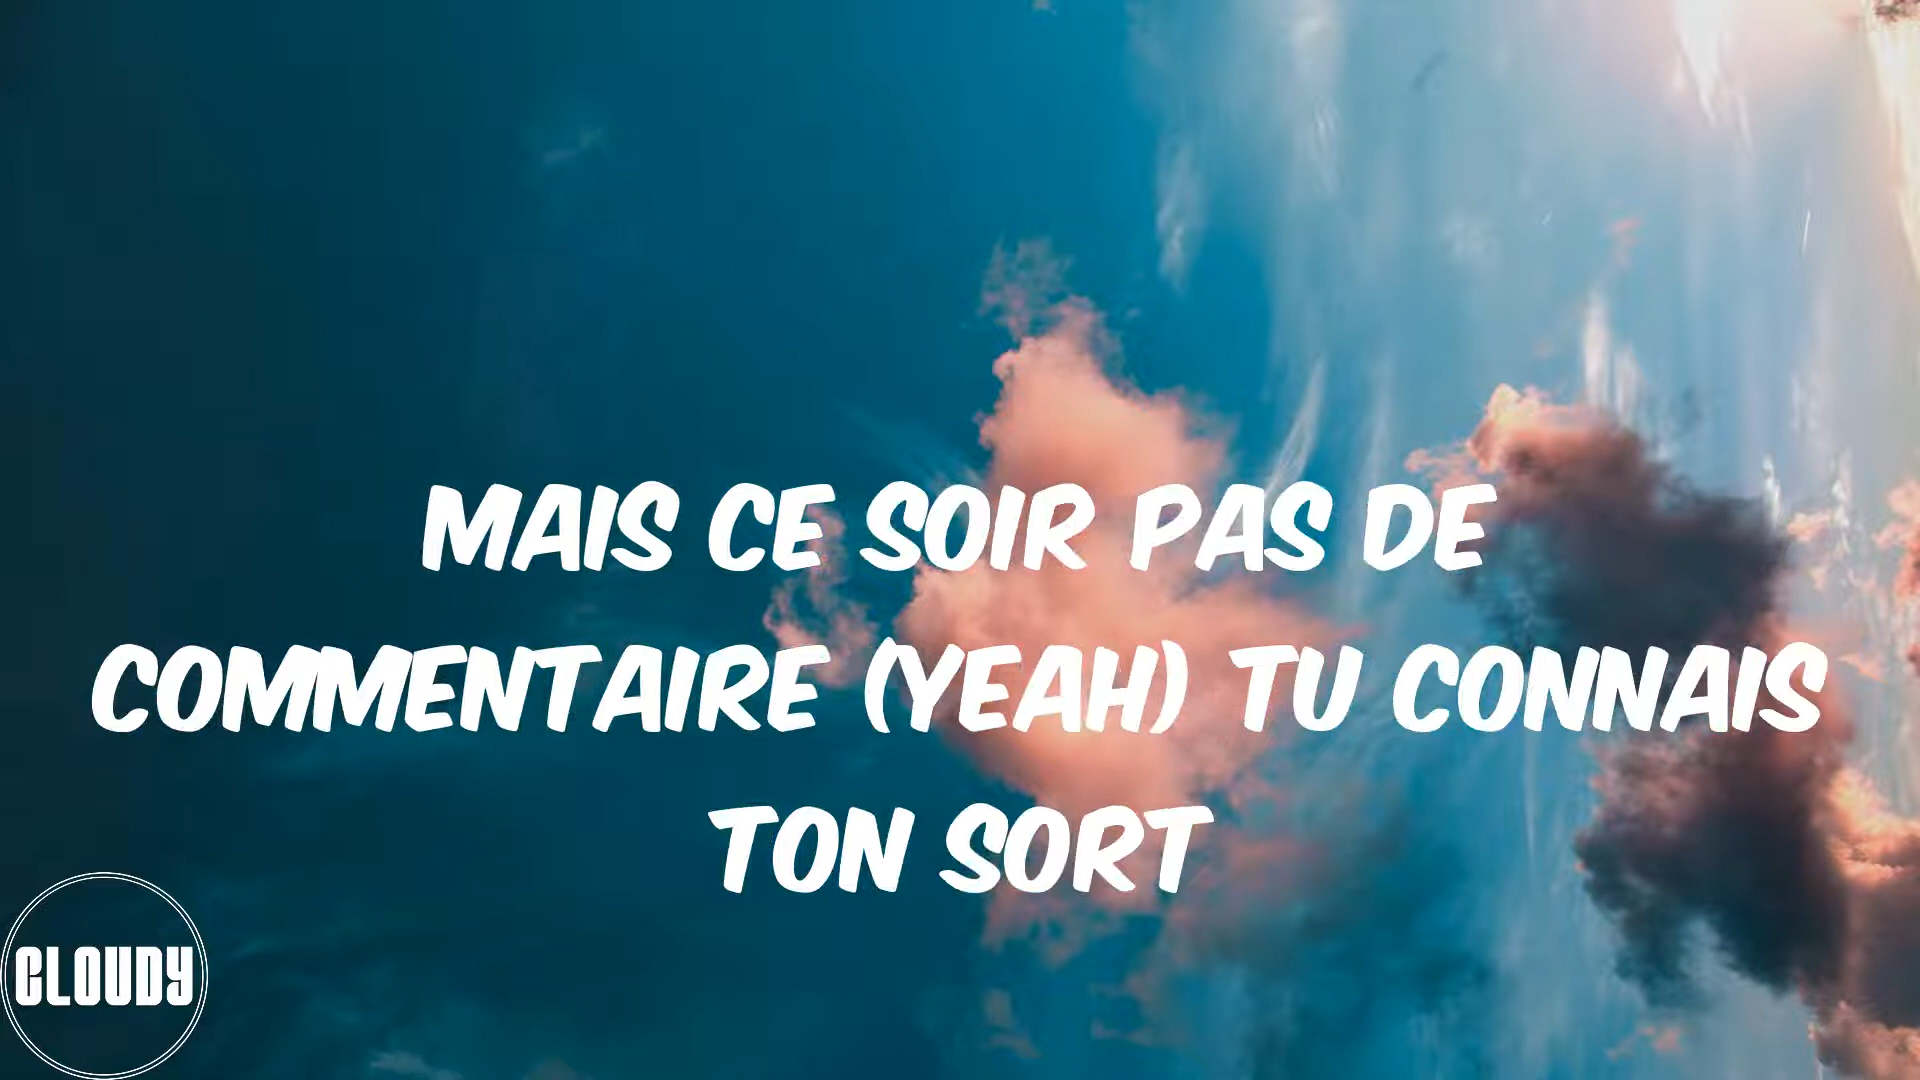 MAIS CE SOIR PAS DE
COMMENTAIRE (YEAH) TU CONNAIS
TON SORT
CLOUDY